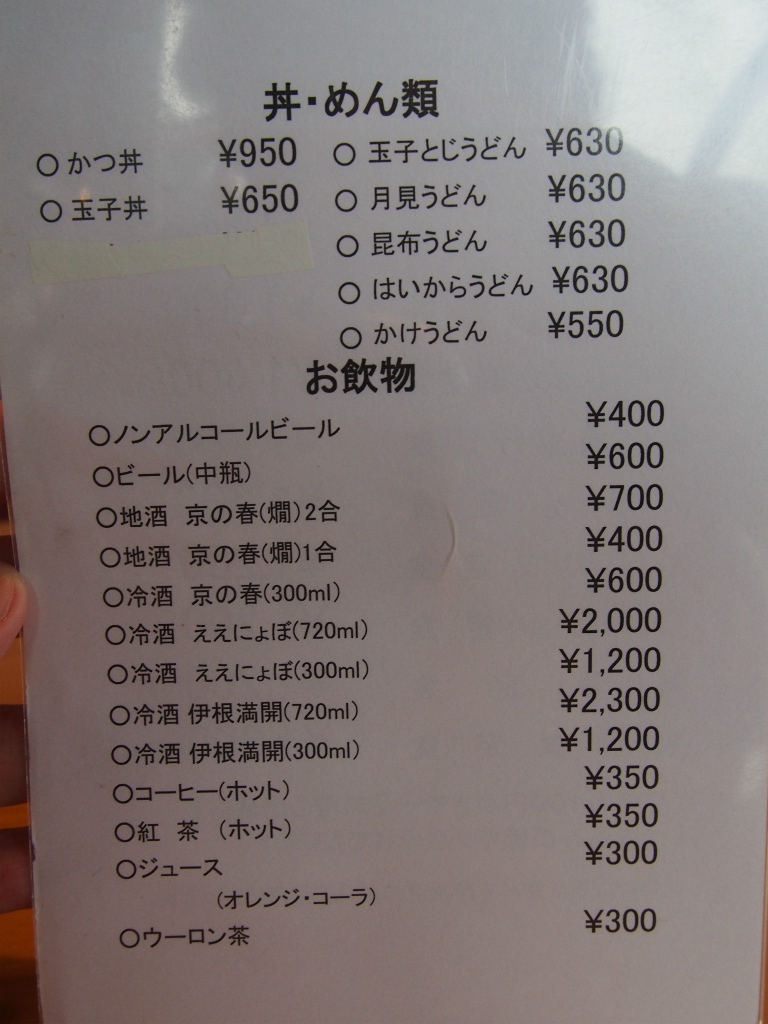 丼・めん類
○ かつ丼 ¥950
○ 玉子丼 ¥650
○ 玉子とじうどん ¥630
○ 月見うどん ¥630
○ 昆布うどん ¥630
○ はいからうどん ¥630
○ かけうどん ¥550
お飲物
○ノンアルコールビール ¥400
○ビール(中瓶) ¥600
○地酒 京の春(燗)2合 ¥700
○地酒 京の春(燗)1合 ¥400
○冷酒 京の春(300ml) ¥600
○冷酒 ええにょぼ(720ml) ¥2,000
○冷酒 ええにょぼ(300ml) ¥1,200
○冷酒 伊根満開(720ml) ¥2,300
○冷酒 伊根満開(300ml) ¥1,200
○コーヒー(ホット) ¥350
○紅 茶 (ホット) ¥350
○ジュース ¥300
(オレンジ・コーラ)
○ウーロン茶 ¥300